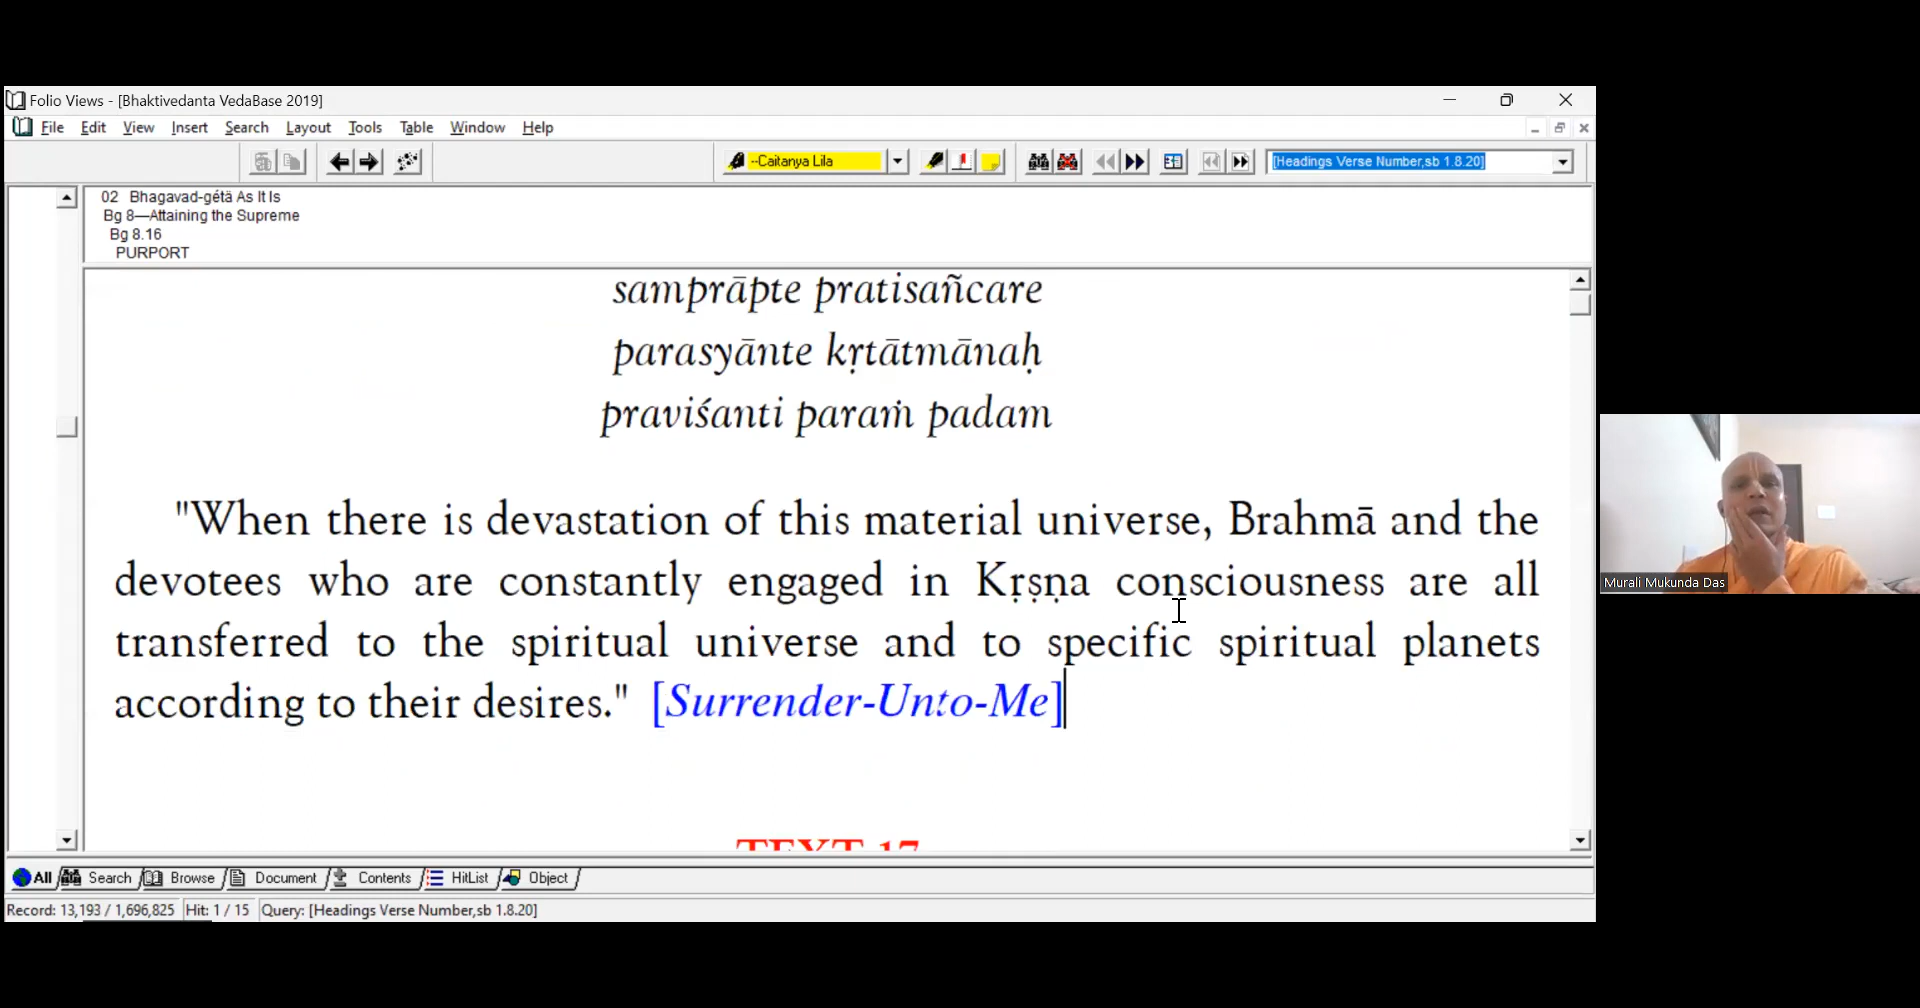 Folio Views - [Bhaktivedanta VedaBase 2019]
File Edit View Insert Search Layout Tools Table Window Help
--Caitanya Lila
[Headings Verse Number,sb 1.8.20]
02 Bhagavad-gétä As It Is
Bg 8—Attaining the Supreme
Bg 8.16
PURPORT
samprāpte pratisañcare
parasyānte kṛtātmānaḥ
praviśanti paraṁ padam
"When there is devastation of this material universe, Brahmā and the
devotees who are constantly engaged in Kṛṣṇa consciousness are all
transferred to the spiritual universe and to specific spiritual planets
according to their desires." [Surrender-Unto-Me]
TEXT 17
All Search Browse Document Contents HitList Object
Record: 13,193 / 1,696,825 Hit: 1 / 15 Query: [Headings Verse Number,sb 1.8.20]
Murali Mukunda Das